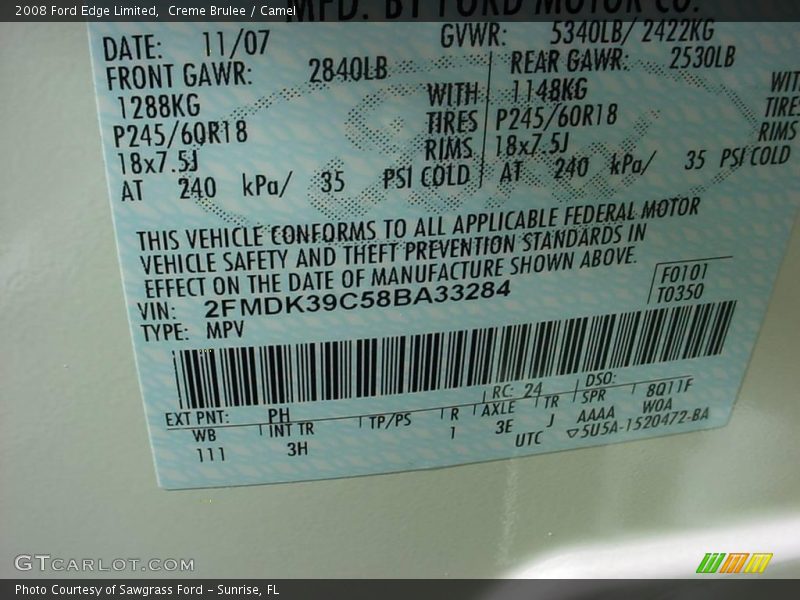 2008 Ford Edge Limited, Creme Brulee / Camel
MFD. BY FORD MOTOR CO.
DATE: 11/07 GVWR: 5340LB/ 2422KG
FRONT GAWR: 2840LB REAR GAWR: 2530LB
1288KG WITH 1148KG WITH
P245/60R18 TIRES P245/60R18 TIRES
18x7.5J RIMS 18x7.5J RIMS
AT 240 kPa/ 35 PSI COLD AT 240 kPa/ 35 PSI COLD
THIS VEHICLE CONFORMS TO ALL APPLICABLE FEDERAL MOTOR
VEHICLE SAFETY AND THEFT PREVENTION STANDARDS IN
EFFECT ON THE DATE OF MANUFACTURE SHOWN ABOVE.
VIN: 2FMDK39C58BA33284 F0101
TYPE: MPV T0350
EXT PNT: PH RC: 24 DSO:
WB INT TR TP/PS R AXLE TR SPR 8Q11F
111 3H 1 3E J AAAA W0A
UTC ▽5U5A-1520472-BA
GTCARLOT.COM
Photo Courtesy of Sawgrass Ford - Sunrise, FL